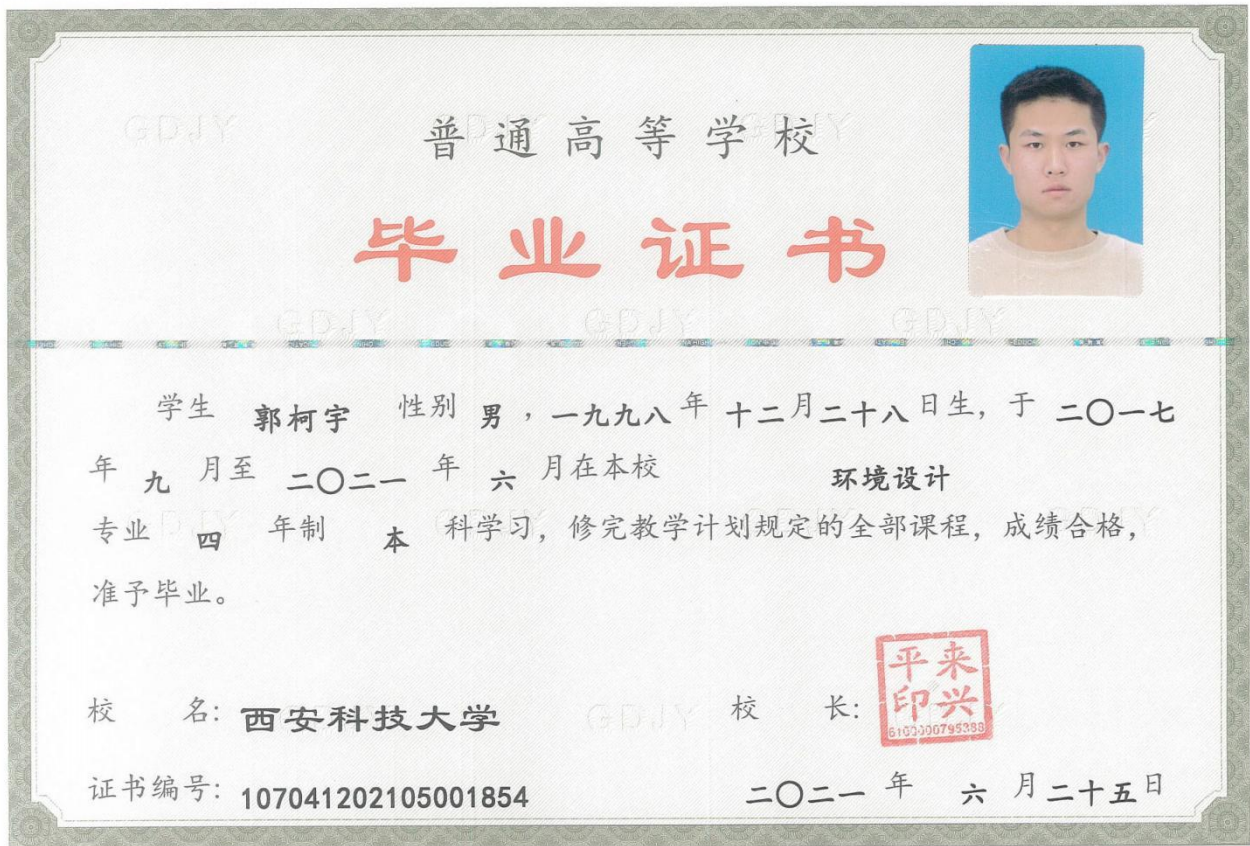 普通高等学校
毕业证书
学生 郭柯宇 性别 男，一九九八 年 十二 月 二十八 日生，于 二〇一七
年 九 月至 二〇二一 年 六 月在本校 环境设计
专业 四 年制 本 科学习，修完教学计划规定的全部课程，成绩合格，
准予毕业。
校 名: 西安科技大学 校 长: 来兴平印
证书编号: 107041202105001854 二〇二一 年 六 月 二十五 日